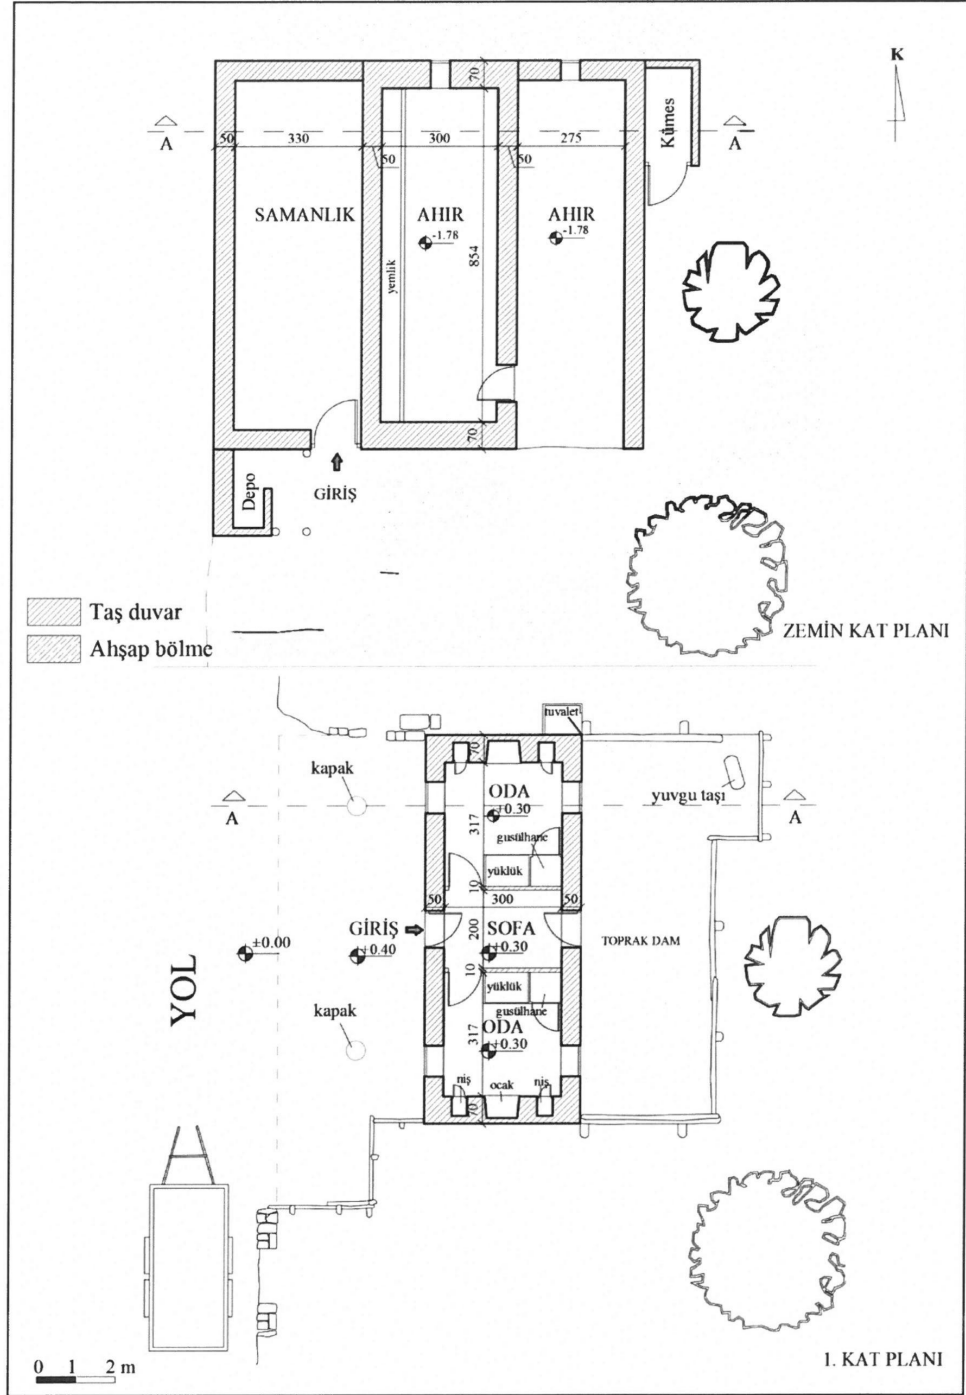 K
70
Kümes
A
50
330
300
275
A
50
50
SAMANLIK
AHIR
AHIR
-1.78
-1.78
yemlik
854
70
GİRİŞ
Depo
Taş duvar
Ahşap bölme
ZEMİN KAT PLANI
tuvalet
70
kapak
ODA
yuvgu taşı
A
+0.30
A
317
gusülhane
yüklük
10
50
300
50
GİRİŞ
200
SOFA
TOPRAK DAM
±0.00
+0.40
+0.30
YOL
10
yüklük
gusülhane
kapak
ODA
317
+0.30
niş
ocak
niş
70
0 1 2 m
1. KAT PLANI